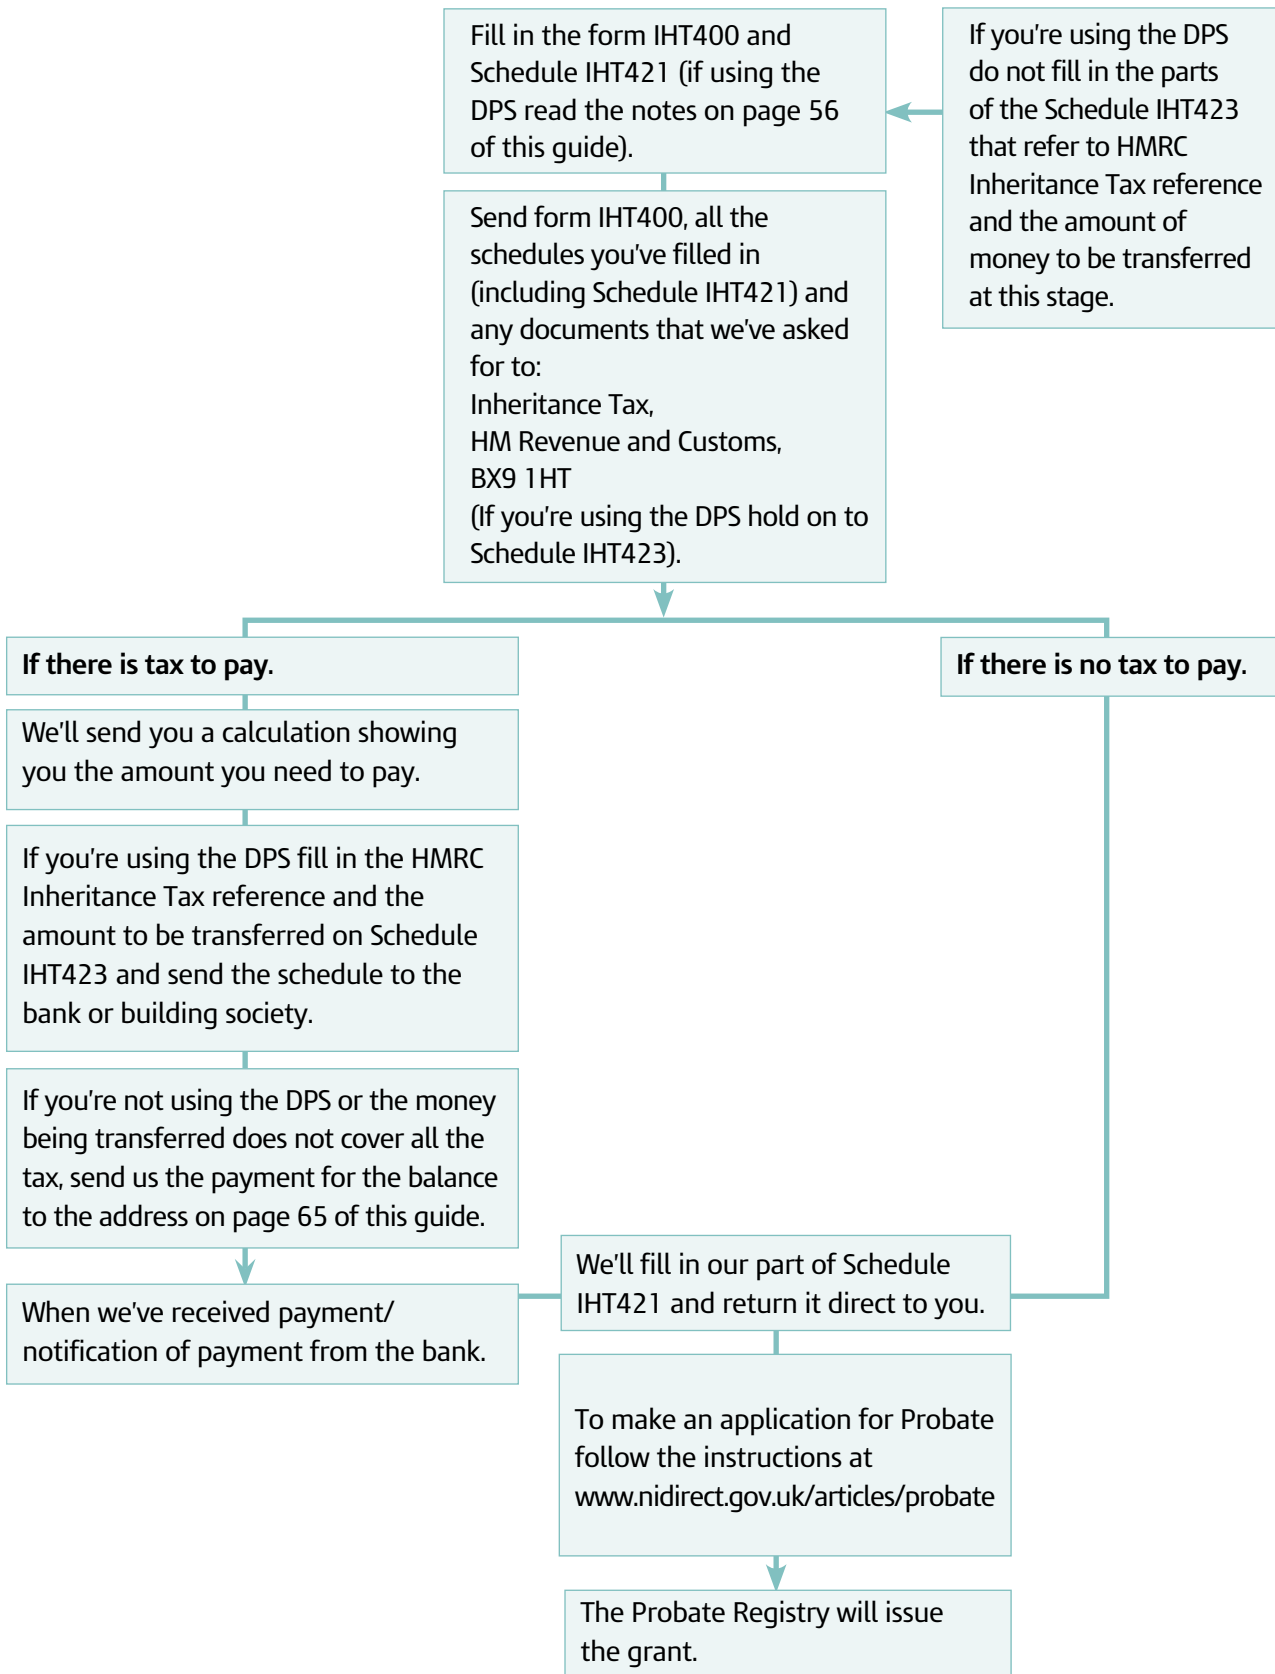 Fill in the form IHT400 and
Schedule IHT421 (if using the
DPS read the notes on page 56
of this guide).
If you're using the DPS
do not fill in the parts
of the Schedule IHT423
that refer to HMRC
Inheritance Tax reference
and the amount of
money to be transferred
at this stage.
Send form IHT400, all the
schedules you've filled in
(including Schedule IHT421) and
any documents that we've asked
for to:
Inheritance Tax,
HM Revenue and Customs,
BX9 1HT
(If you're using the DPS hold on to
Schedule IHT423).
If there is tax to pay.
If there is no tax to pay.
We'll send you a calculation showing
you the amount you need to pay.
If you're using the DPS fill in the HMRC
Inheritance Tax reference and the
amount to be transferred on Schedule
IHT423 and send the schedule to the
bank or building society.
If you're not using the DPS or the money
being transferred does not cover all the
tax, send us the payment for the balance
to the address on page 65 of this guide.
When we've received payment/
notification of payment from the bank.
We'll fill in our part of Schedule
IHT421 and return it direct to you.
To make an application for Probate
follow the instructions at
www.nidirect.gov.uk/articles/probate
The Probate Registry will issue
the grant.